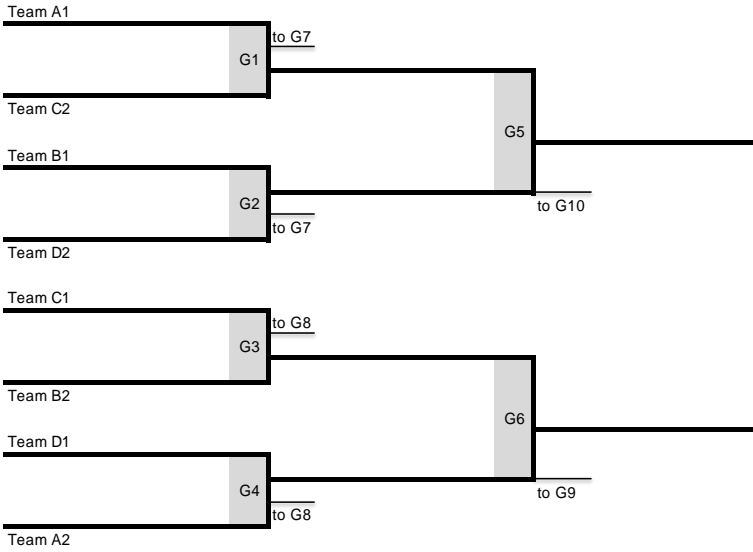 Team A1
to G7
G1
Team C2
G5
Team B1
G2
to G10
to G7
Team D2
Team C1
to G8
G3
Team B2
G6
Team D1
G4
to G9
to G8
Team A2